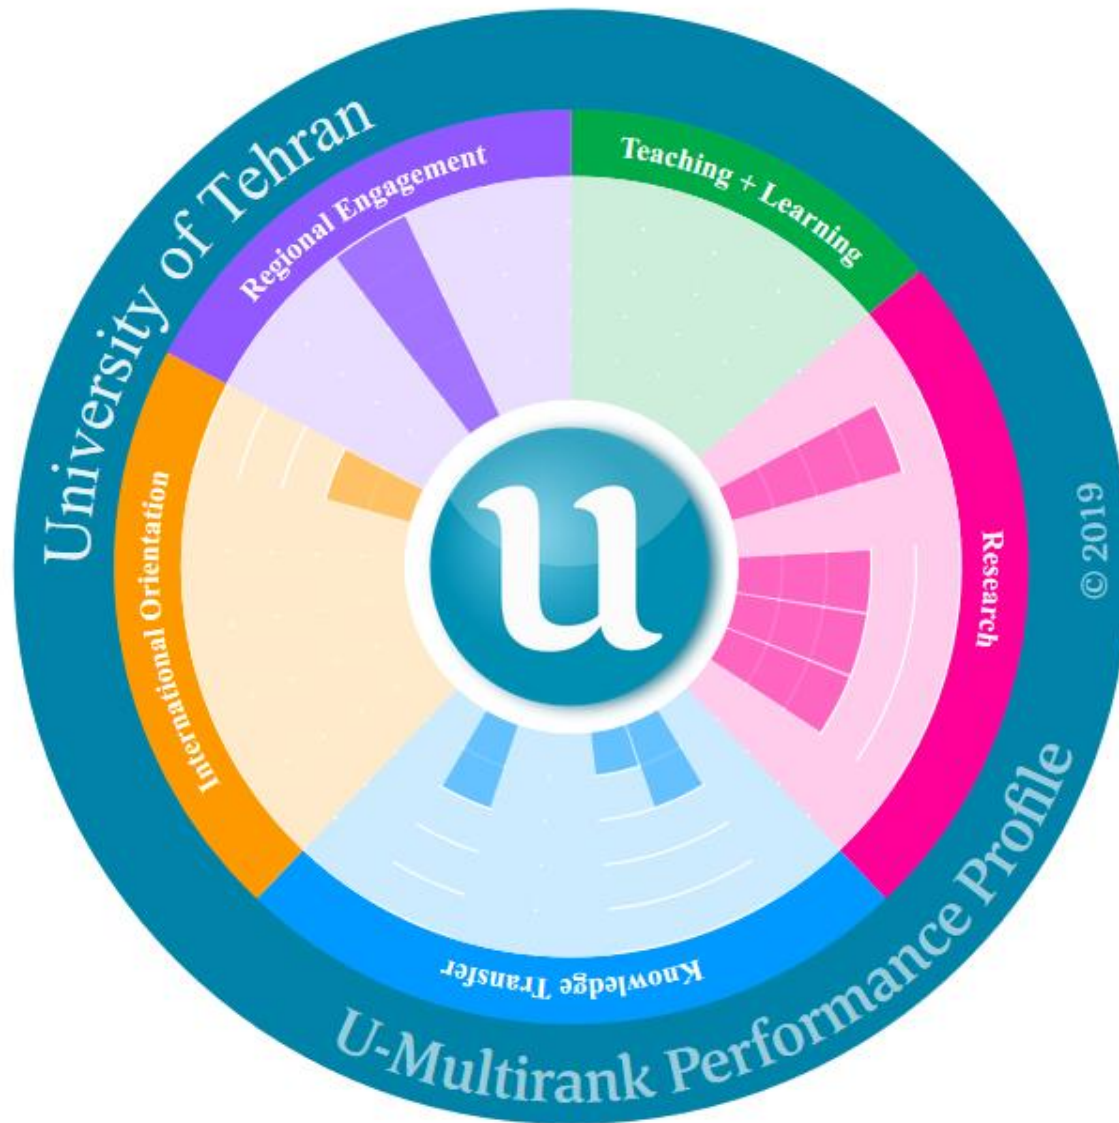 University of Tehran
Regional Engagement
Teaching + Learning
Research
© 2019
International Orientation
Knowledge Transfer
U-Multirank Performance Profile
u